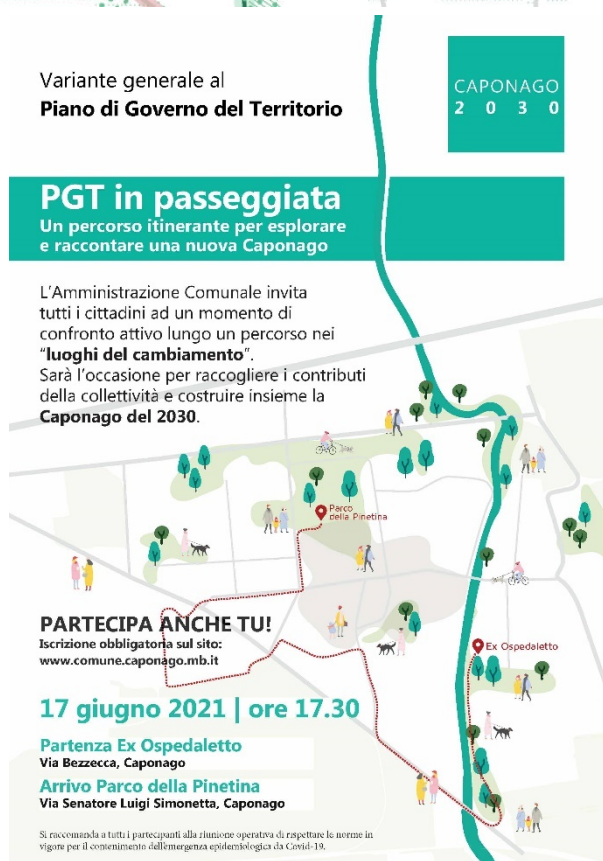 Variante generale al
Piano di Governo del Territorio
CAPONAGO
2 0 3 0
PGT in passeggiata
Un percorso itinerante per esplorare
e raccontare una nuova Caponago
L'Amministrazione Comunale invita
tutti i cittadini ad un momento di
confronto attivo lungo un percorso nei
“luoghi del cambiamento”.
Sarà l'occasione per raccogliere i contributi
della collettività e costruire insieme la
Caponago del 2030.
Parco
della Pinetina
PARTECIPA ANCHE TU!
Iscrizione obbligatoria sul sito:
www.comune.caponago.mb.it
Ex Ospedaletto
17 giugno 2021 | ore 17.30
Partenza Ex Ospedaletto
Via Bezzecca, Caponago
Arrivo Parco della Pinetina
Via Senatore Luigi Simonetta, Caponago
Si raccomanda a tutti i partecipanti alla riunione operativa di rispettare le norme in
vigore per il contenimento dell'emergenza epidemiologica da Covid-19.